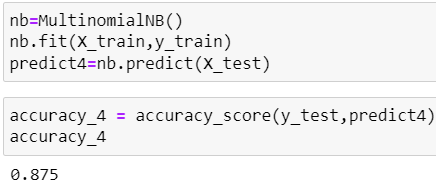 nb=MultinomialNB()
nb.fit(X_train,y_train)
predict4=nb.predict(X_test)
accuracy_4 = accuracy_score(y_test,predict4)
accuracy_4
0.875